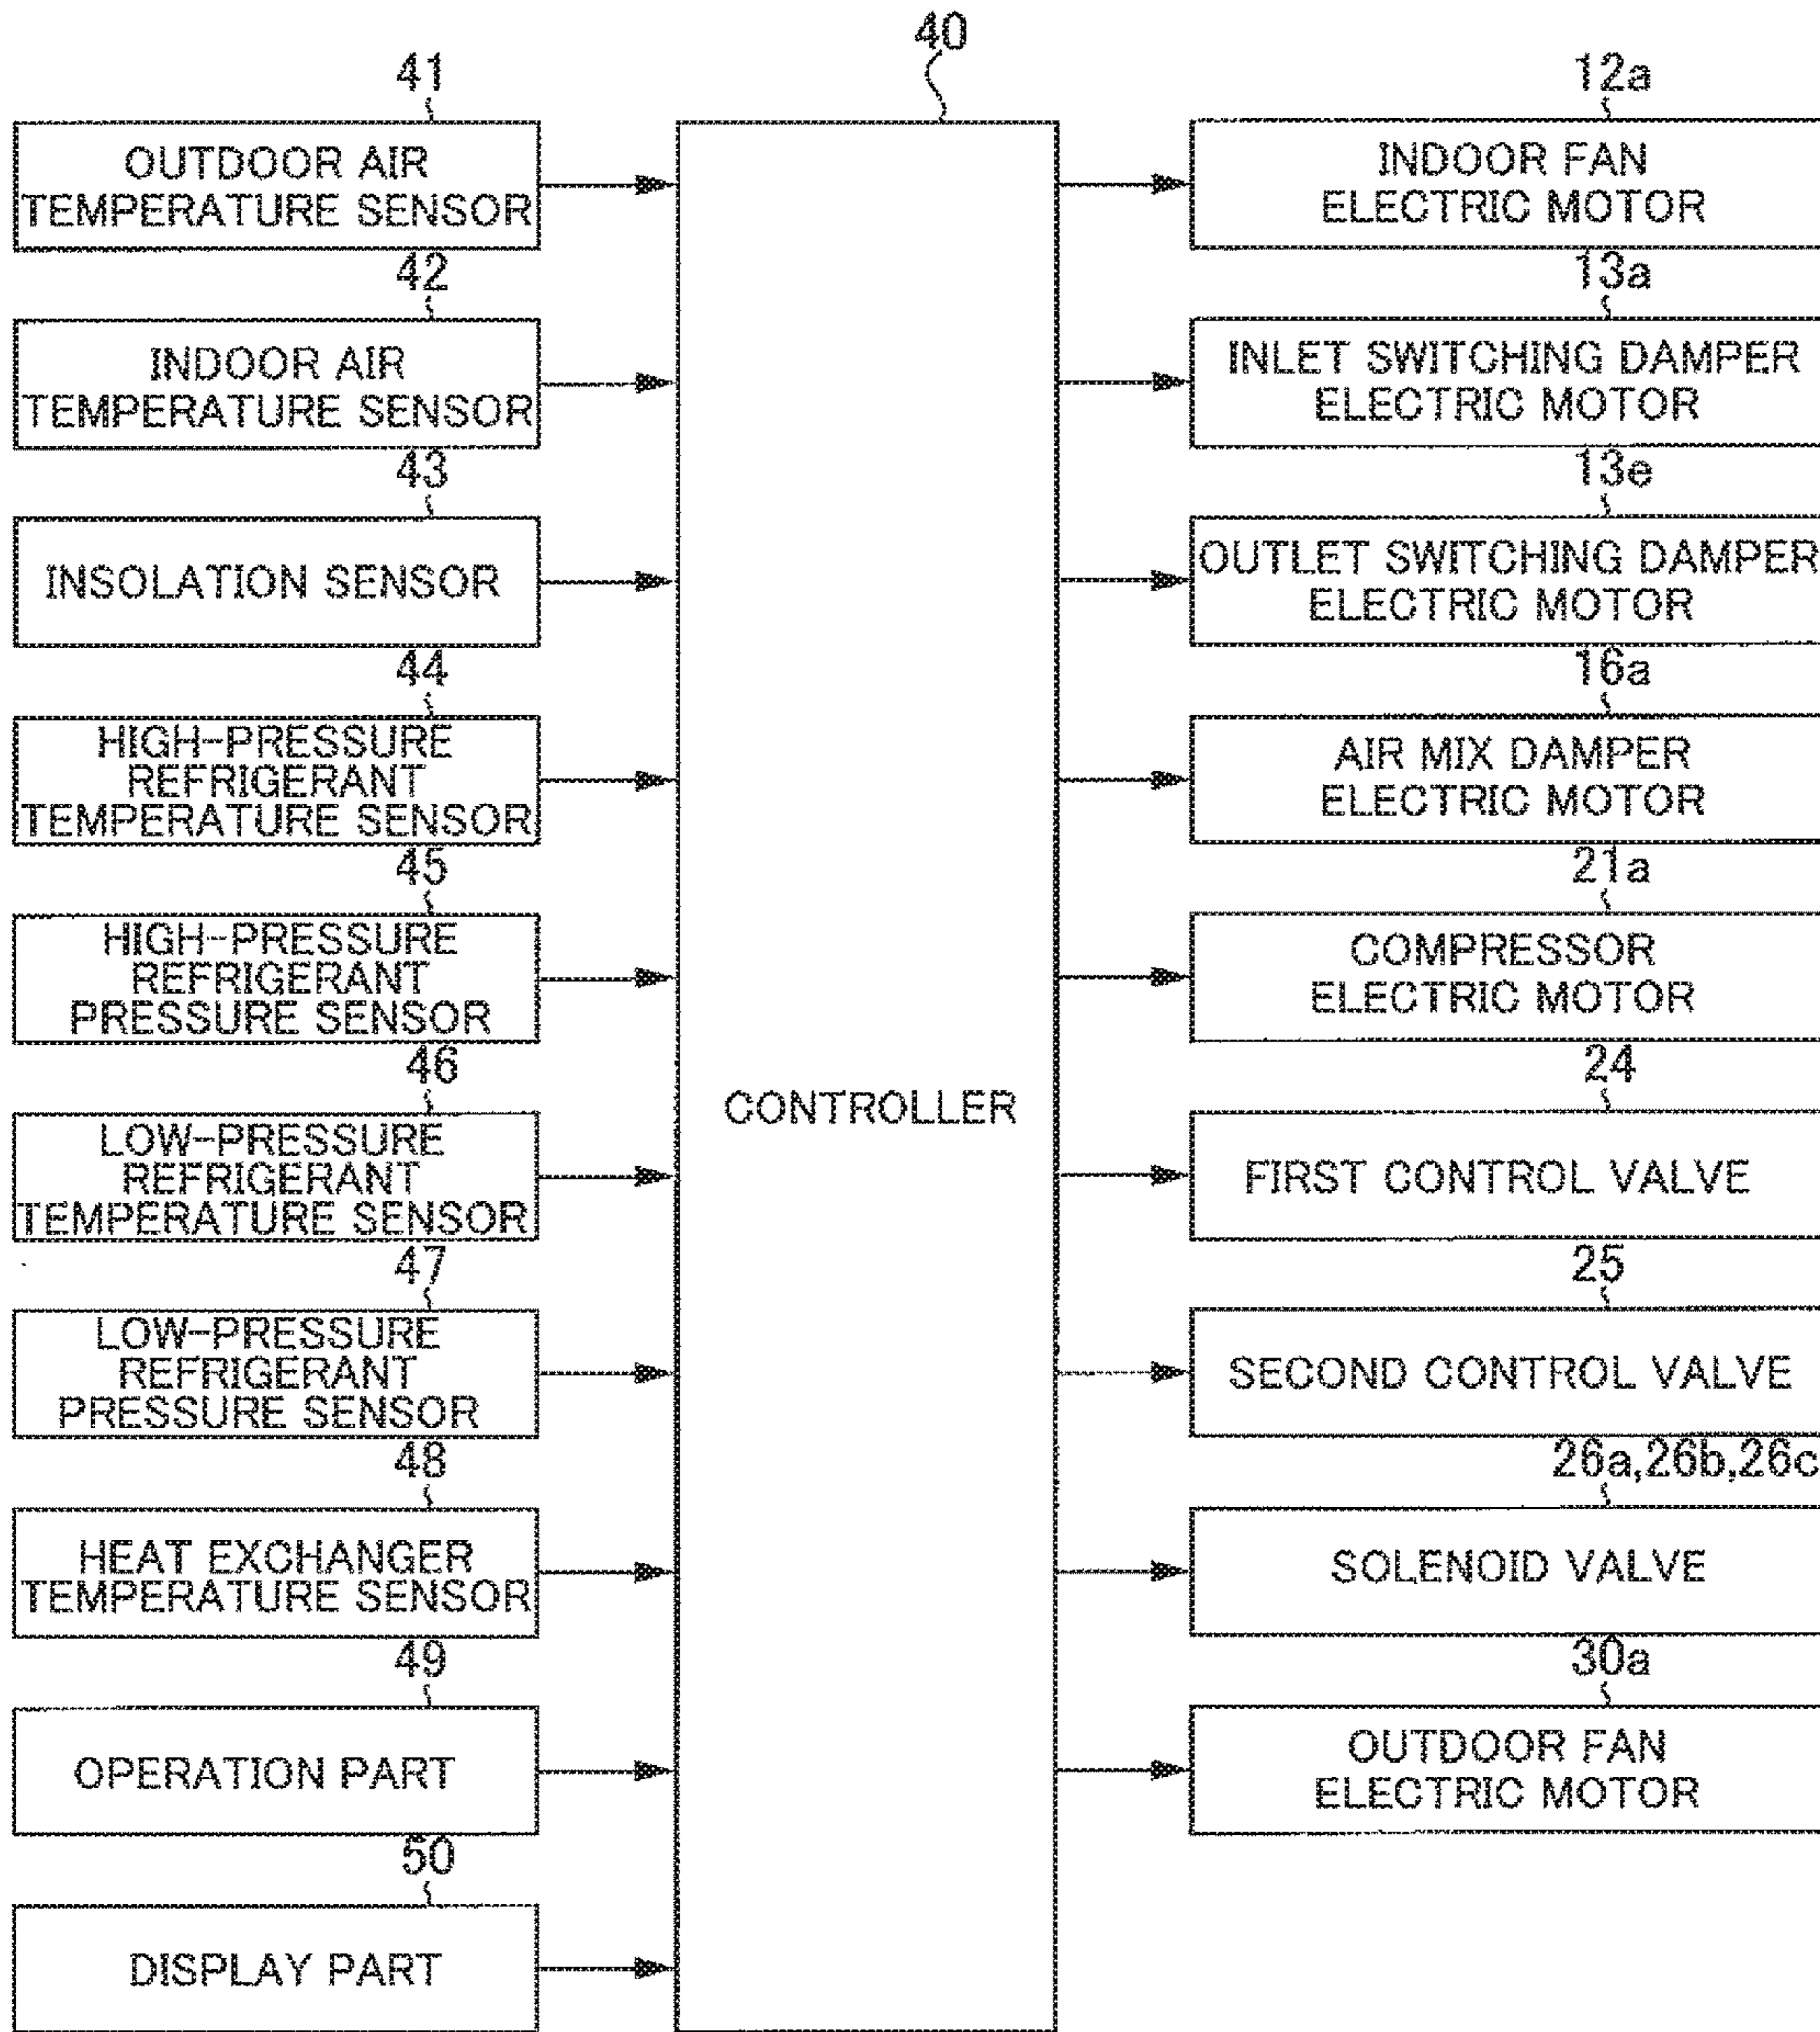 40
41
OUTDOOR AIR
TEMPERATURE SENSOR
42
INDOOR AIR
TEMPERATURE SENSOR
43
INSOLATION SENSOR
44
HIGH-PRESSURE
REFRIGERANT
TEMPERATURE SENSOR
45
HIGH-PRESSURE
REFRIGERANT
PRESSURE SENSOR
46
LOW-PRESSURE
REFRIGERANT
TEMPERATURE SENSOR
47
LOW-PRESSURE
REFRIGERANT
PRESSURE SENSOR
48
HEAT EXCHANGER
TEMPERATURE SENSOR
49
OPERATION PART
50
DISPLAY PART
CONTROLLER
12a
INDOOR FAN
ELECTRIC MOTOR
13a
INLET SWITCHING DAMPER
ELECTRIC MOTOR
13e
OUTLET SWITCHING DAMPER
ELECTRIC MOTOR
16a
AIR MIX DAMPER
ELECTRIC MOTOR
21a
COMPRESSOR
ELECTRIC MOTOR
24
FIRST CONTROL VALVE
25
SECOND CONTROL VALVE
26a,26b,26c
SOLENOID VALVE
30a
OUTDOOR FAN
ELECTRIC MOTOR